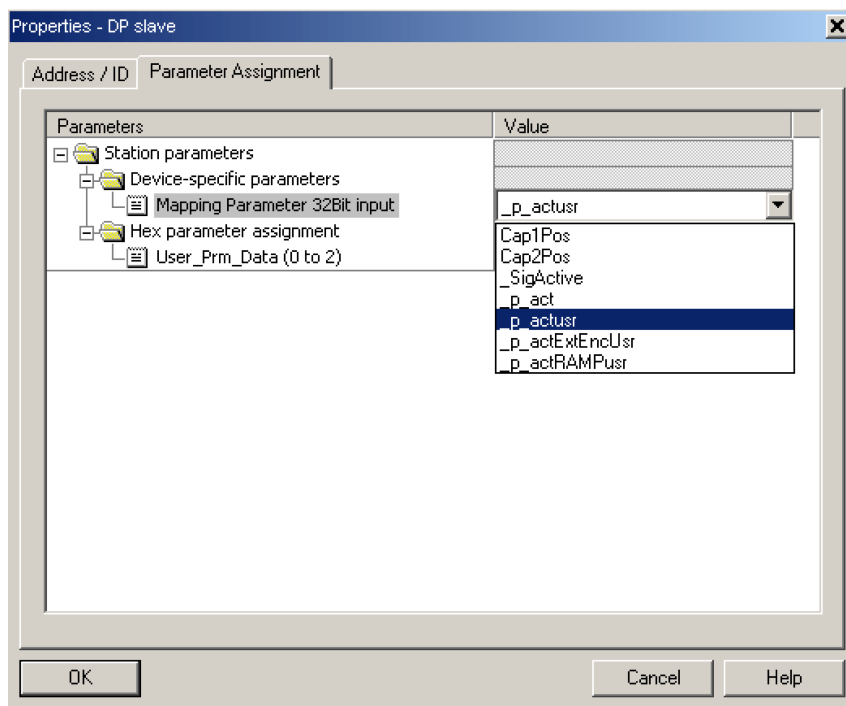 Properties - DP slave
Address / ID Parameter Assignment
Parameters Value
Station parameters
Device-specific parameters
Mapping Parameter 32Bit input _p_actusr
Hex parameter assignment Cap1Pos
User_Prm_Data (0 to 2) Cap2Pos
_SigActive
_p_act
_p_actusr
_p_actExtEncUsr
_p_actRAMPusr
OK Cancel Help